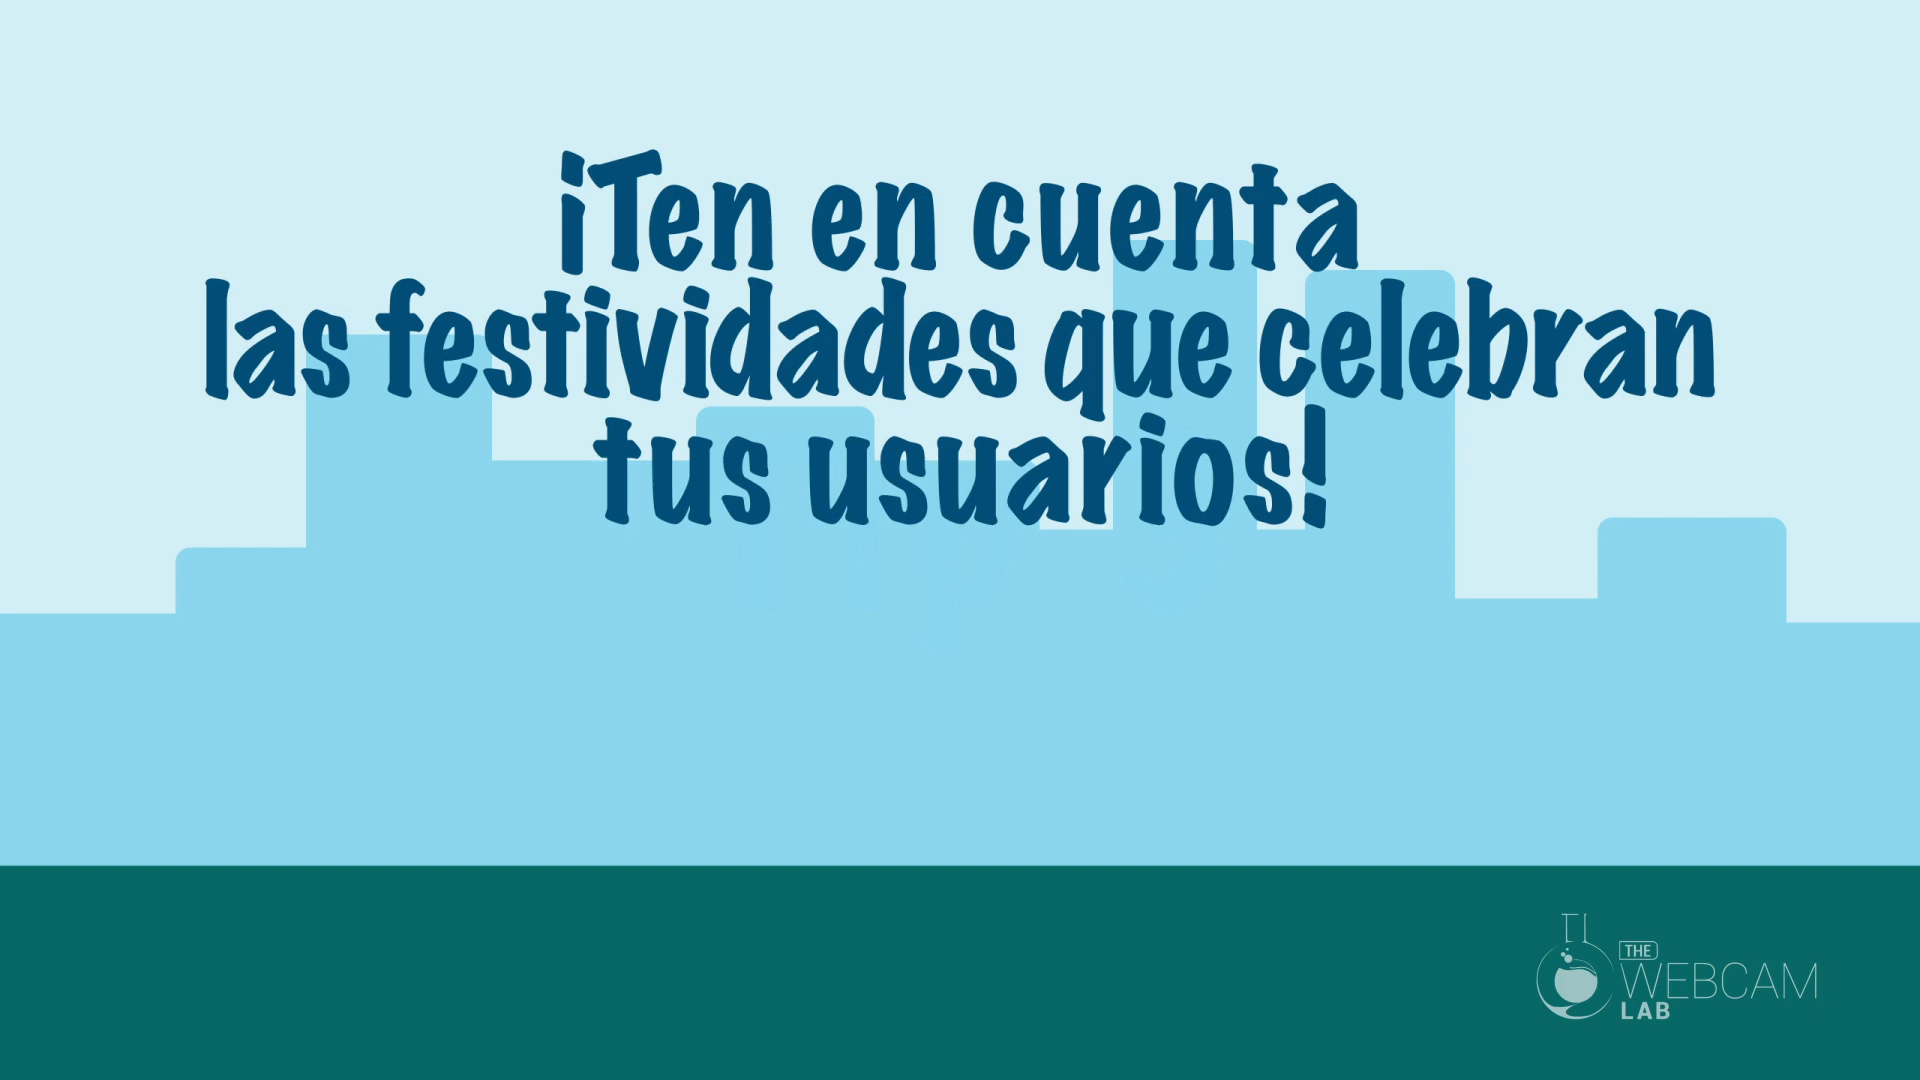 ¡Ten en cuenta
las festividades que celebran
tus usuarios!
THE
WEBCAM
LAB